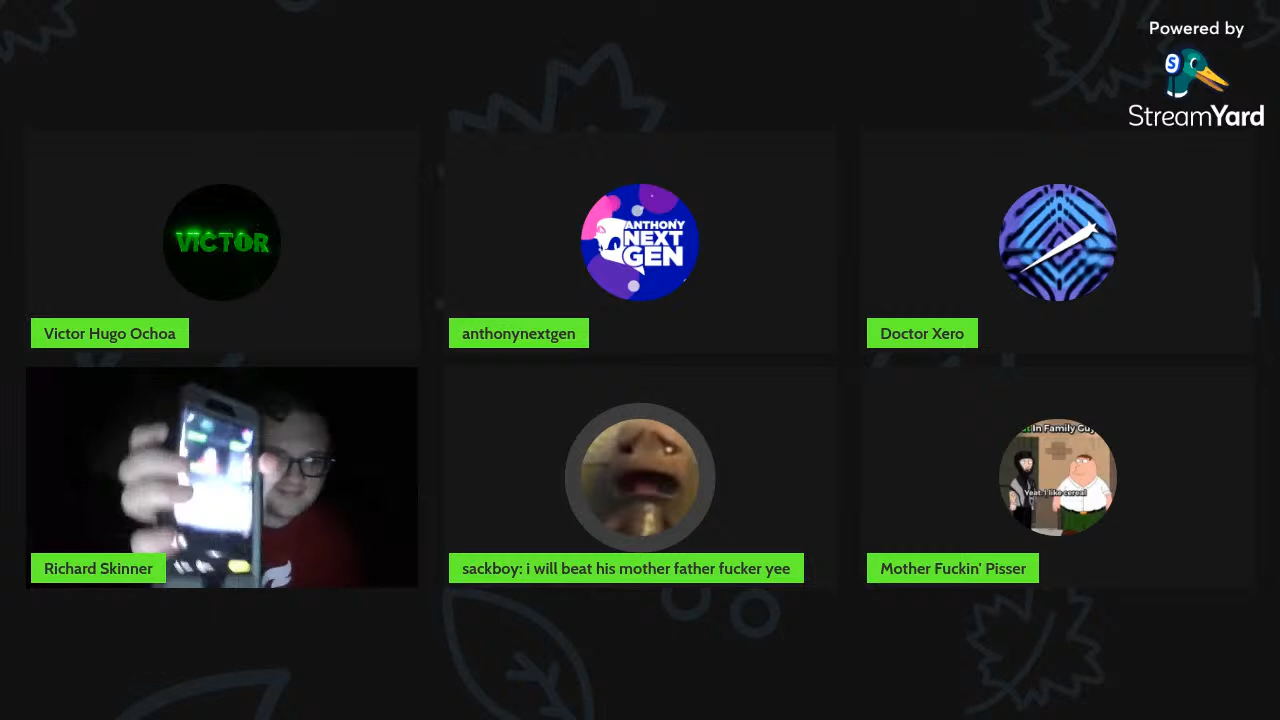 Powered by
S
StreamYard
VICTOR
ANTHONY
NEXT
GEN
Victor Hugo Ochoa
anthonynextgen
Doctor Xero
In Family Guy
Yeat: I like cereal
Richard Skinner
sackboy: i will beat his mother father fucker yee
Mother Fuckin' Pisser